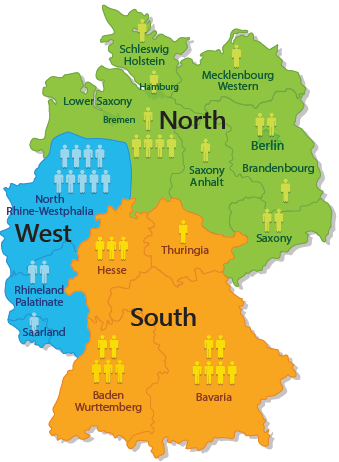 Schleswig
Holstein
Mecklenbourg
Western
Hamburg
Lower Saxony
Bremen
North
Berlin
Saxony
Anhalt
Brandenbourg
North
Rhine-Westphalia
West
Saxony
Hesse
Thuringia
Rhineland
Palatinate
Saarland
South
Baden
Wurttemberg
Bavaria